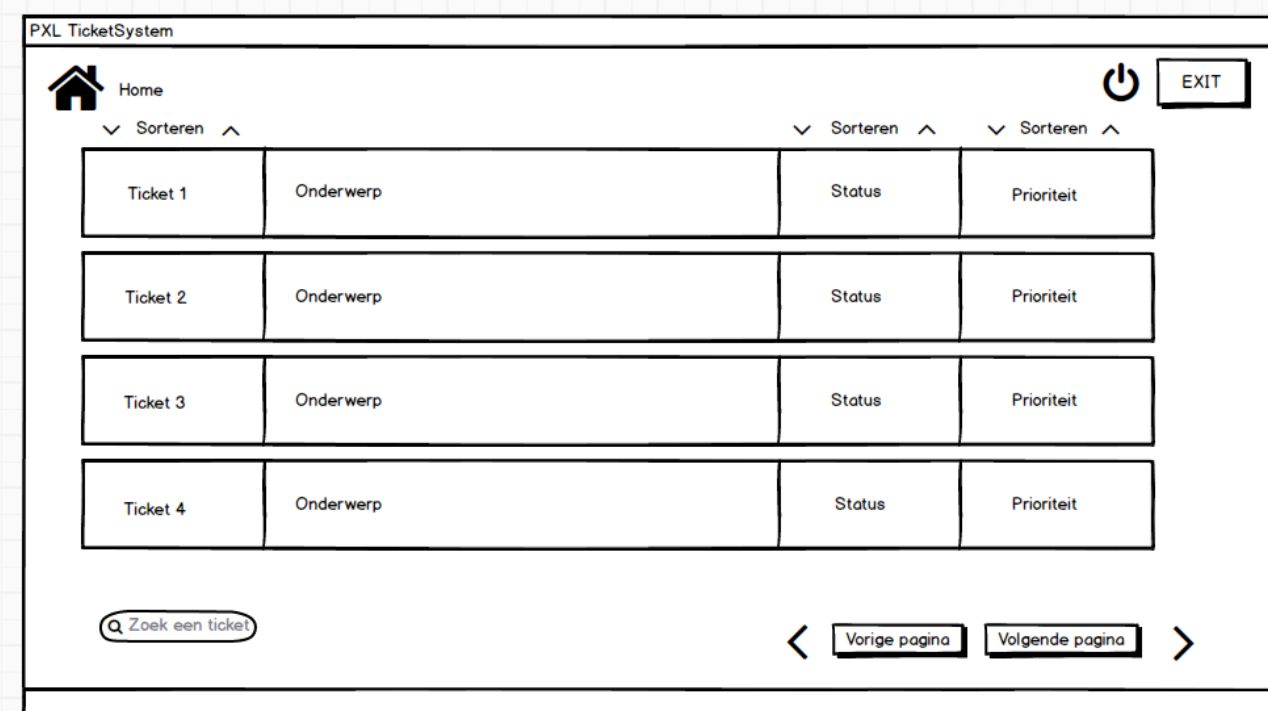 PXL TicketSystem
Home
EXIT
Sorteren
Sorteren
Sorteren
Ticket 1
Onderwerp
Status
Prioriteit
Ticket 2
Onderwerp
Status
Prioriteit
Ticket 3
Onderwerp
Status
Prioriteit
Ticket 4
Onderwerp
Status
Prioriteit
Zoek een ticket
Vorige pagina
Volgende pagina